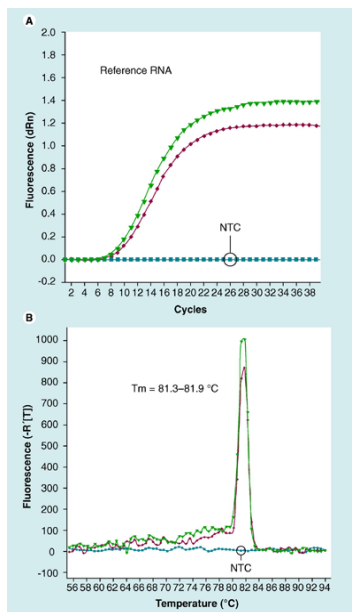 A
2.0
1.8
1.6
1.4
1.2
1.0
0.8
0.6
0.4
0.2
0.0
-0.2
Fluorescence (dRn)
Reference RNA
NTC
2 4 6 8 10 12 14 16 18 20 22 24 26 28 30 32 34 36 38
Cycles
B
1000
900
800
700
600
500
400
300
200
100
0
-100
Fluorescence (-R´[T)
Tm = 81.3–81.9 °C
NTC
56 58 60 62 64 66 68 70 72 74 76 78 80 82 84 86 88 90 92 94
Temperature (°C)